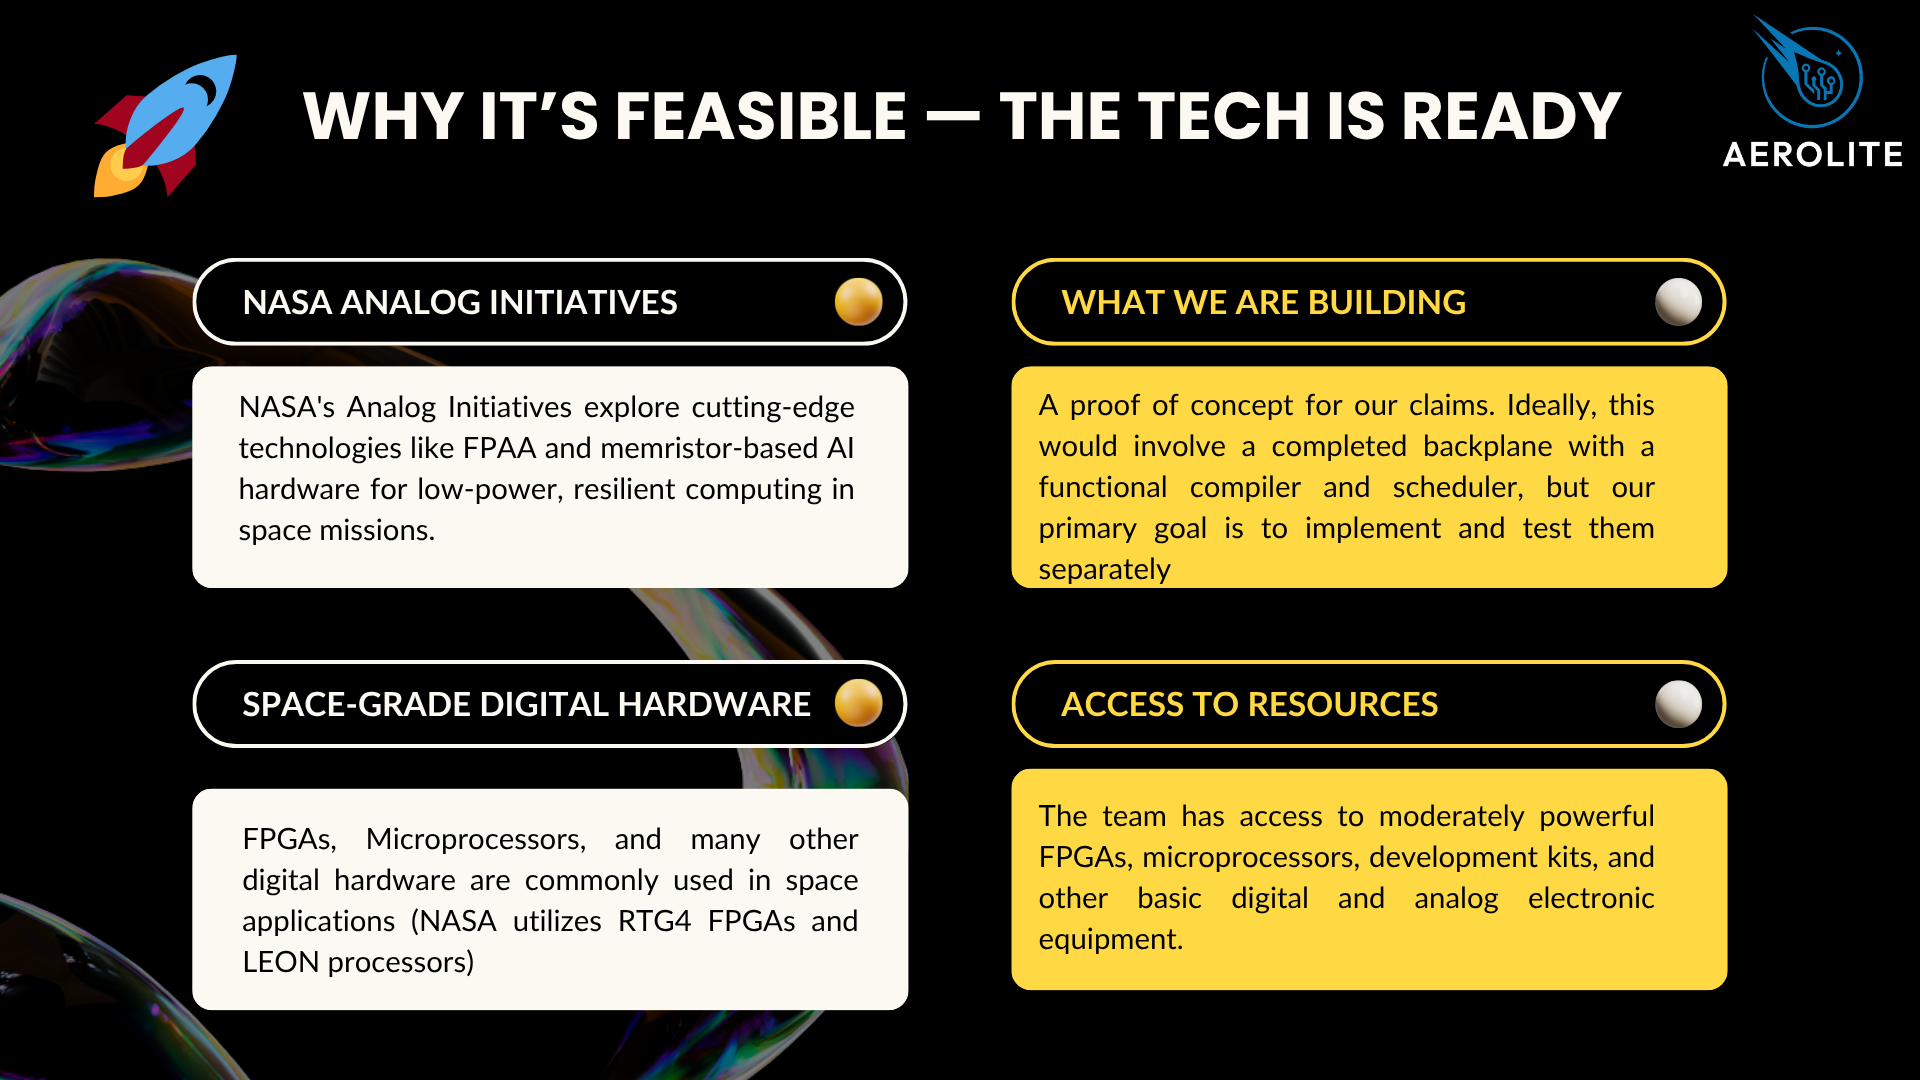 WHY IT’S FEASIBLE — THE TECH IS READY
AEROLITE
NASA ANALOG INITIATIVES
NASA's Analog Initiatives explore cutting-edge
technologies like FPAA and memristor-based AI
hardware for low-power, resilient computing in
space missions.
WHAT WE ARE BUILDING
A proof of concept for our claims. Ideally, this
would involve a completed backplane with a
functional compiler and scheduler, but our
primary goal is to implement and test them
separately
SPACE-GRADE DIGITAL HARDWARE
FPGAs, Microprocessors, and many other
digital hardware are commonly used in space
applications (NASA utilizes RTG4 FPGAs and
LEON processors)
ACCESS TO RESOURCES
The team has access to moderately powerful
FPGAs, microprocessors, development kits, and
other basic digital and analog electronic
equipment.